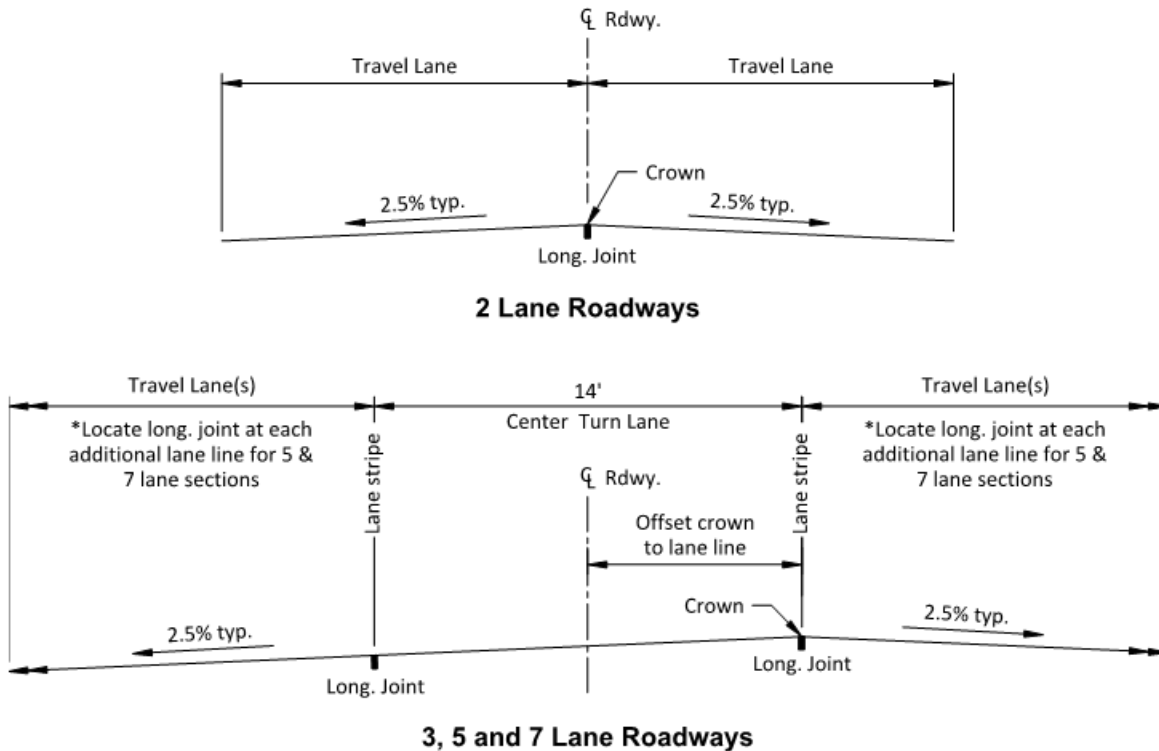 ℄ Rdwy.
Travel Lane
Travel Lane
Crown
2.5% typ.
2.5% typ.
Long. Joint
2 Lane Roadways
Travel Lane(s)
14'
Travel Lane(s)
Center Turn Lane
*Locate long. joint at each
additional lane line for 5 &
7 lane sections
*Locate long. joint at each
additional lane line for 5 &
7 lane sections
Lane stripe
℄ Rdwy.
Lane stripe
Offset crown
to lane line
Crown
2.5% typ.
2.5% typ.
Long. Joint
Long. Joint
3, 5 and 7 Lane Roadways